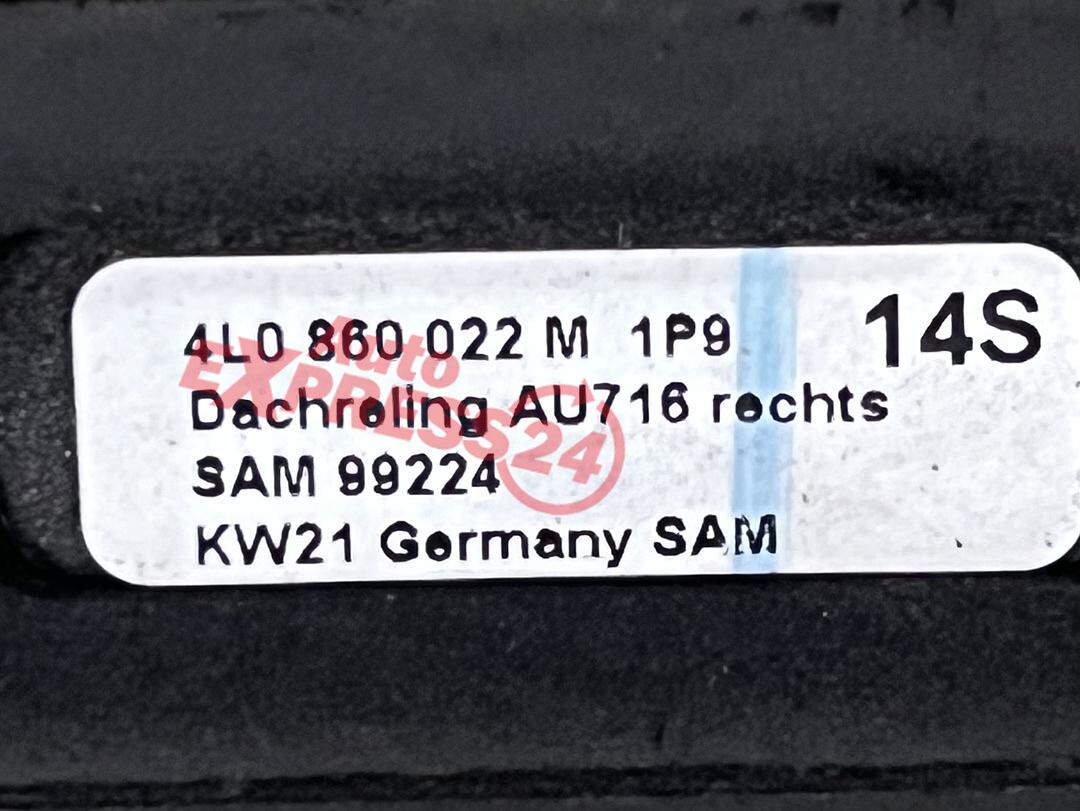 4L0 860 022 M 1P9 14S
Dachreling AU716 rechts
SAM 99224
KW21 Germany SAM
Auto
EXPRESS24